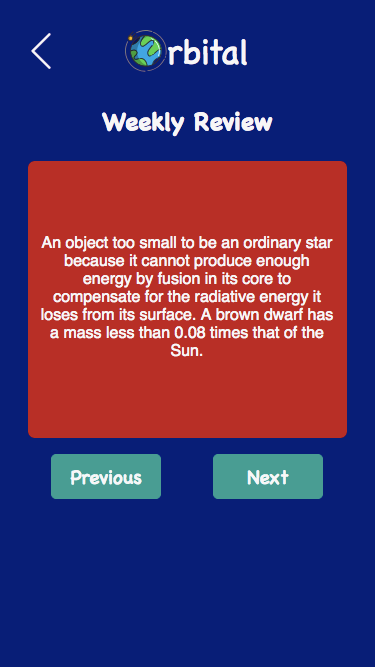 Orbital
Weekly Review
An object too small to be an ordinary star
because it cannot produce enough
energy by fusion in its core to
compensate for the radiative energy it
loses from its surface. A brown dwarf has
a mass less than 0.08 times that of the
Sun.
Previous
Next